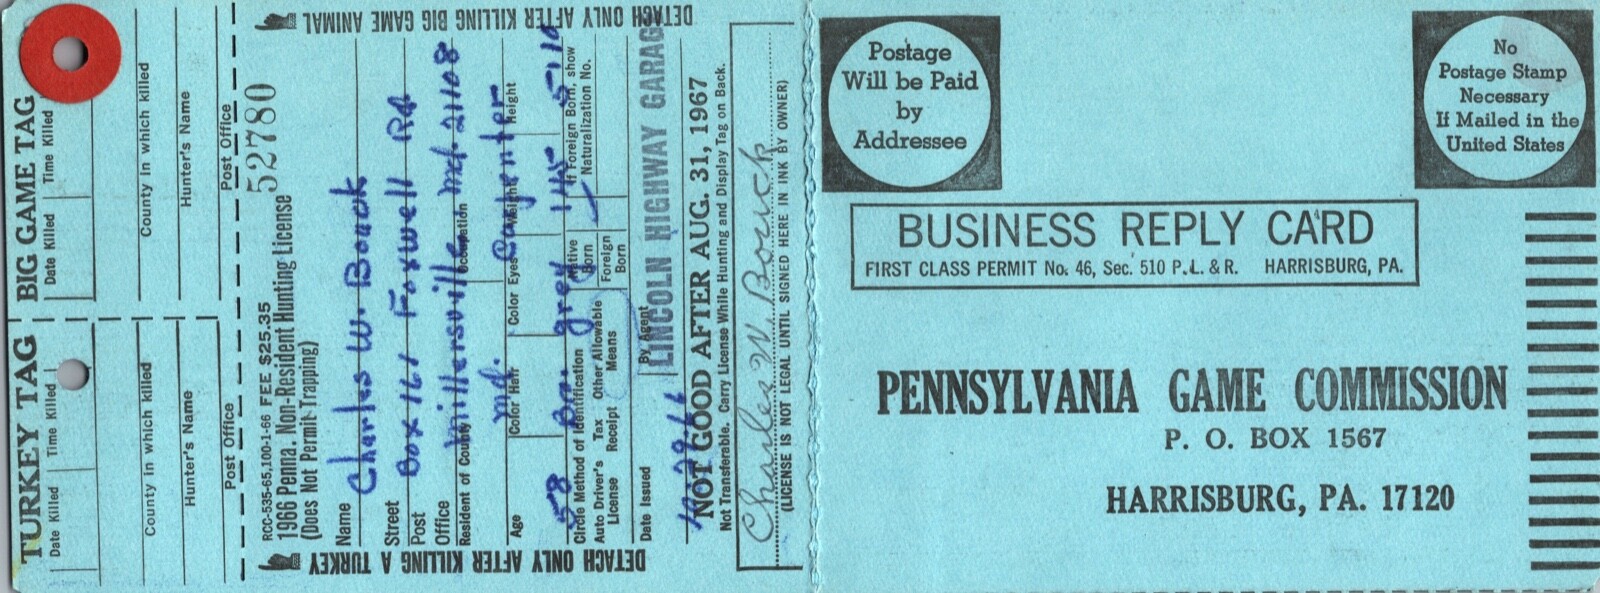 TURKEY TAG
Date Killed
Time Killed
County in which killed
Hunter's Name
Post Office
BIG GAME TAG
Date Killed
Time Killed
County in which killed
Hunter's Name
Post Office
DETACH ONLY AFTER KILLING A TURKEY
DETACH ONLY AFTER KILLING BIG GAME ANIMAL
RCC-535-65,100-1-66 FEE $25.35
1966 Penna. Non-Resident Hunting License
52780
(Does Not Permit Trapping)
Name Charles W. Bouck
Street Box 161 Foxwell Rd
Post Office Millersville Md. 21108
Resident of County Md.
Occupation Carpenter
Age 58
Color Hair Br.
Color Eyes grey
Weight 145
Height 5-10
Circle Method of Identification
Auto Driver's License
Tax Receipt
Other Allowable Means
Native Born
Foreign Born
If Foreign Born, show Naturalization No.
Date Issued
By Agent
LINCOLN HIGHWAY GARAG
NOT GOOD AFTER AUG. 31, 1967
Not Transferable. Carry License While Hunting and Display Tag on Back.
Charles W. Bouck
(LICENSE IS NOT LEGAL UNTIL SIGNED HERE IN INK BY OWNER)
Postage
Will be Paid
by
Addressee
No
Postage Stamp
Necessary
If Mailed in the
United States
BUSINESS REPLY CARD
FIRST CLASS PERMIT No. 46, Sec. 510 P.L. & R. HARRISBURG, PA.
PENNSYLVANIA GAME COMMISSION
P. O. BOX 1567
HARRISBURG, PA. 17120